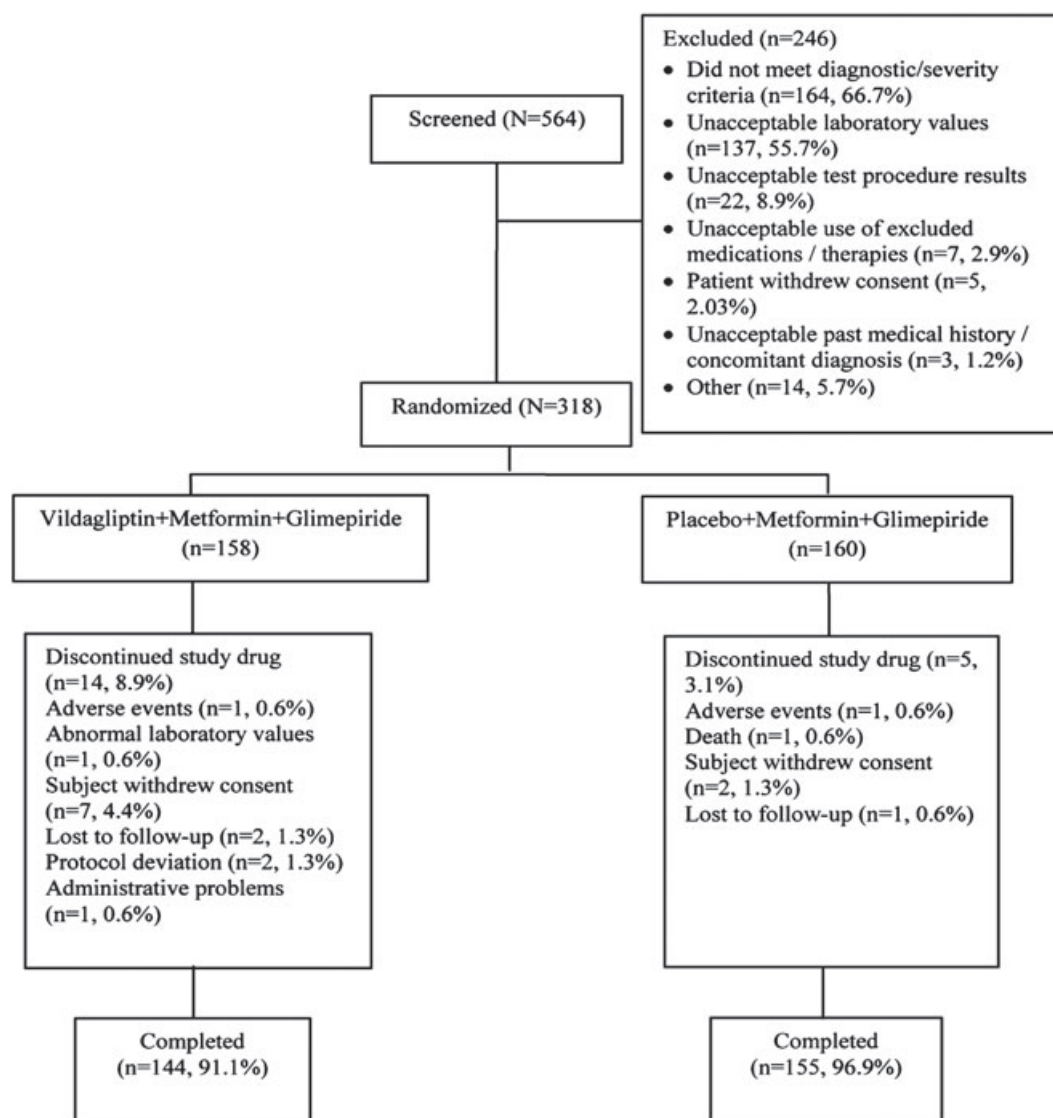 Screened (N=564)
Excluded (n=246)
• Did not meet diagnostic/severity
criteria (n=164, 66.7%)
• Unacceptable laboratory values
(n=137, 55.7%)
• Unacceptable test procedure results
(n=22, 8.9%)
• Unacceptable use of excluded
medications / therapies (n=7, 2.9%)
• Patient withdrew consent (n=5,
2.03%)
• Unacceptable past medical history /
concomitant diagnosis (n=3, 1.2%)
• Other (n=14, 5.7%)
Randomized (N=318)
Vildagliptin+Metformin+Glimepiride
(n=158)
Placebo+Metformin+Glimepiride
(n=160)
Discontinued study drug
(n=14, 8.9%)
Adverse events (n=1, 0.6%)
Abnormal laboratory values
(n=1, 0.6%)
Subject withdrew consent
(n=7, 4.4%)
Lost to follow-up (n=2, 1.3%)
Protocol deviation (n=2, 1.3%)
Administrative problems
(n=1, 0.6%)
Discontinued study drug (n=5,
3.1%)
Adverse events (n=1, 0.6%)
Death (n=1, 0.6%)
Subject withdrew consent
(n=2, 1.3%)
Lost to follow-up (n=1, 0.6%)
Completed
(n=144, 91.1%)
Completed
(n=155, 96.9%)